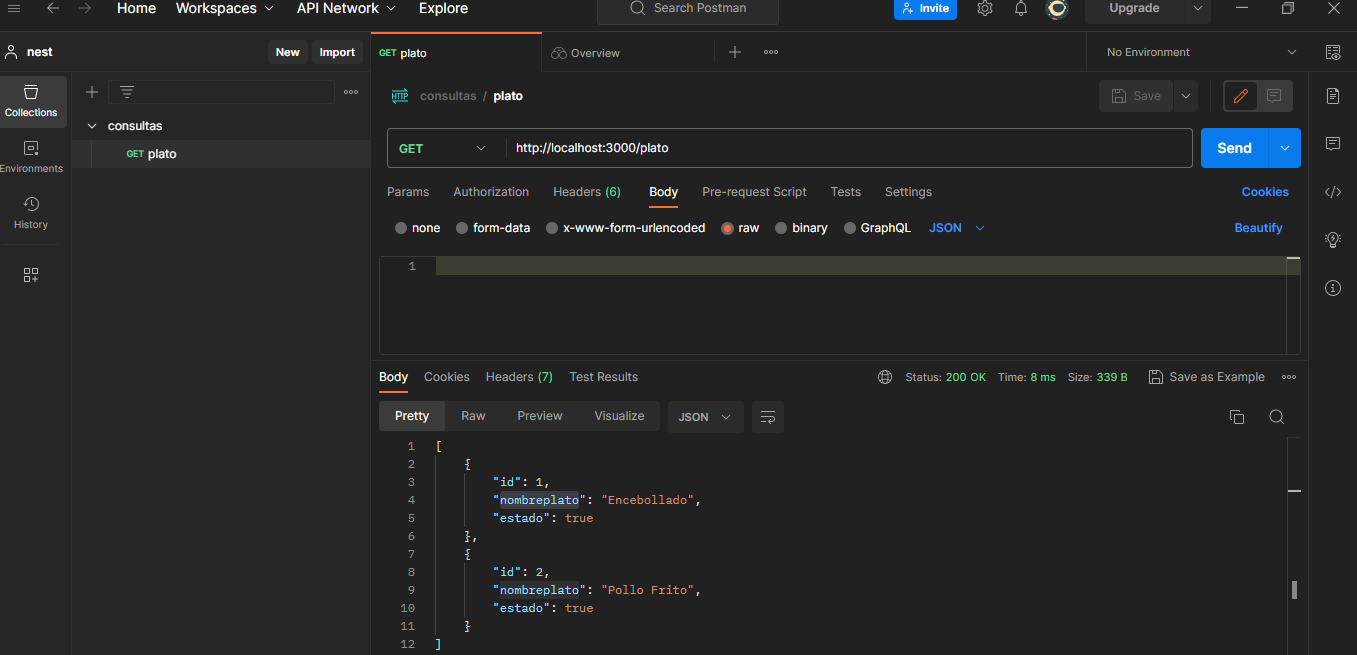 Home Workspaces API Network Explore Search Postman Invite Upgrade
nest New Import GET plato Overview No Environment
Collections
Environments
History
consultas
GET plato
HTTP consultas / plato Save
GET http://localhost:3000/plato Send
Params Authorization Headers (6) Body Pre-request Script Tests Settings Cookies
none form-data x-www-form-urlencoded raw binary GraphQL JSON Beautify
1
Body Cookies Headers (7) Test Results Status: 200 OK Time: 8 ms Size: 339 B Save as Example
Pretty Raw Preview Visualize JSON
1 [
2 {
3 "id": 1,
4 "nombreplato": "Encebollado",
5 "estado": true
6 },
7 {
8 "id": 2,
9 "nombreplato": "Pollo Frito",
10 "estado": true
11 }
12 ]